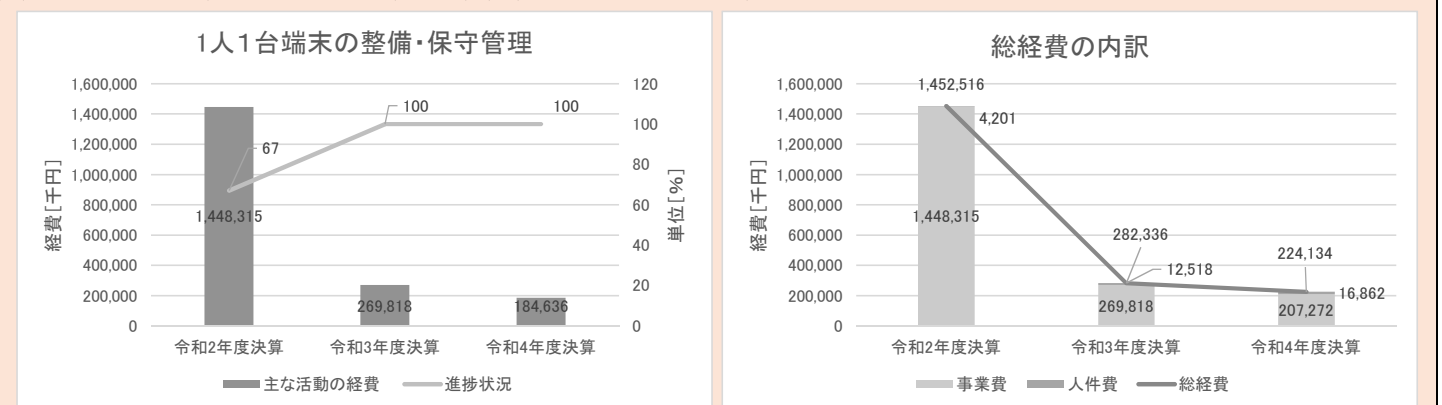 1人１台端末の整備・保守管理
1,600,000
1,400,000
1,200,000
1,000,000
800,000
600,000
400,000
200,000
0
経費[千円]
120
100
80
60
40
20
0
単位[%]
67
100
100
1,448,315
269,818
184,636
令和2年度決算
令和3年度決算
令和4年度決算
主な活動の経費
進捗状況
総経費の内訳
1,600,000
1,400,000
1,200,000
1,000,000
800,000
600,000
400,000
200,000
0
経費[千円]
1,452,516
4,201
1,448,315
282,336
12,518
269,818
224,134
16,862
207,272
令和2年度決算
令和3年度決算
令和4年度決算
事業費
人件費
総経費